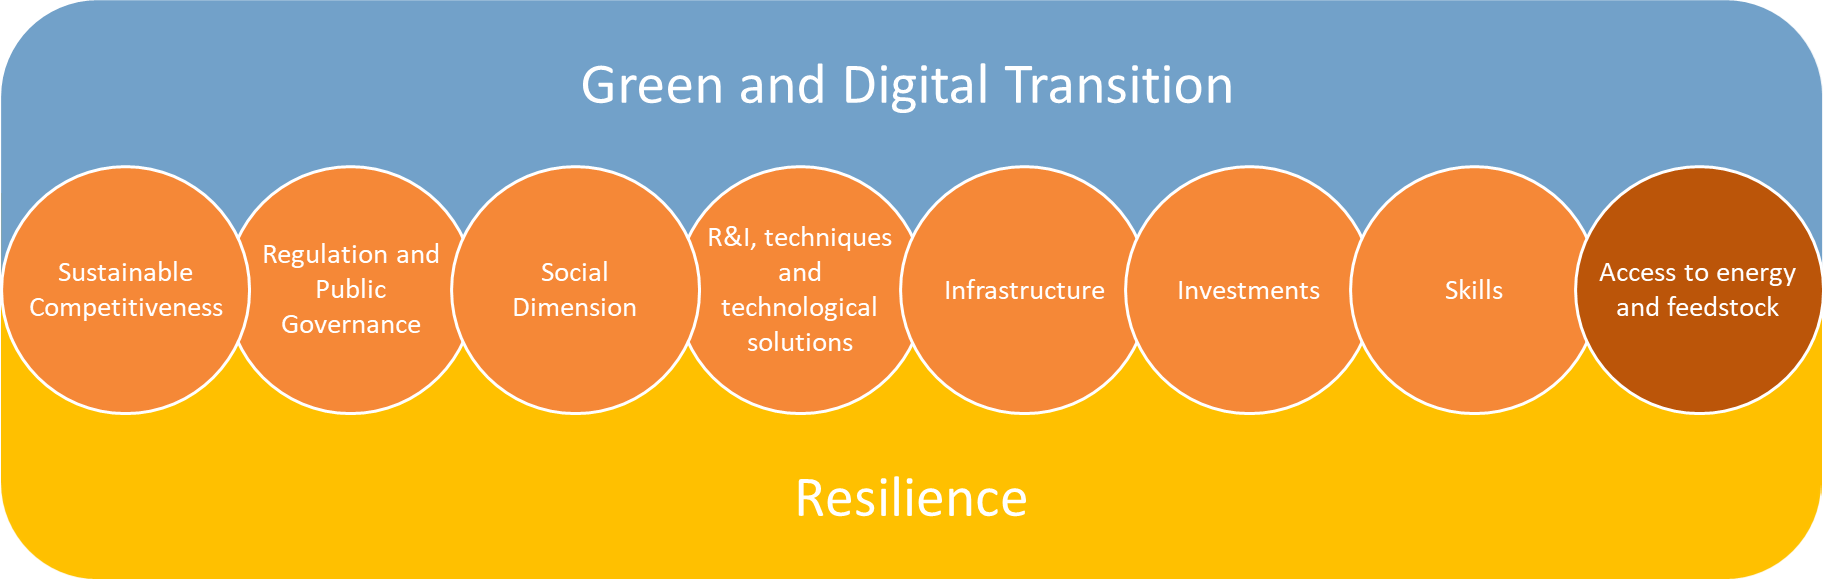 Green and Digital Transition
Sustainable
Competitiveness
Regulation and
Public
Governance
Social
Dimension
R&I, techniques
and
technological
solutions
Infrastructure
Investments
Skills
Access to energy
and feedstock
Resilience